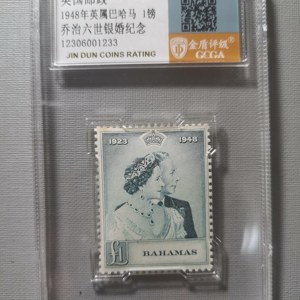 1948年英属巴哈马 1镑
乔治六世银婚纪念
12306001233
JIN DUN COINS RATING
金盾评级
GCGA
1923 1948
£1 BAHAMAS